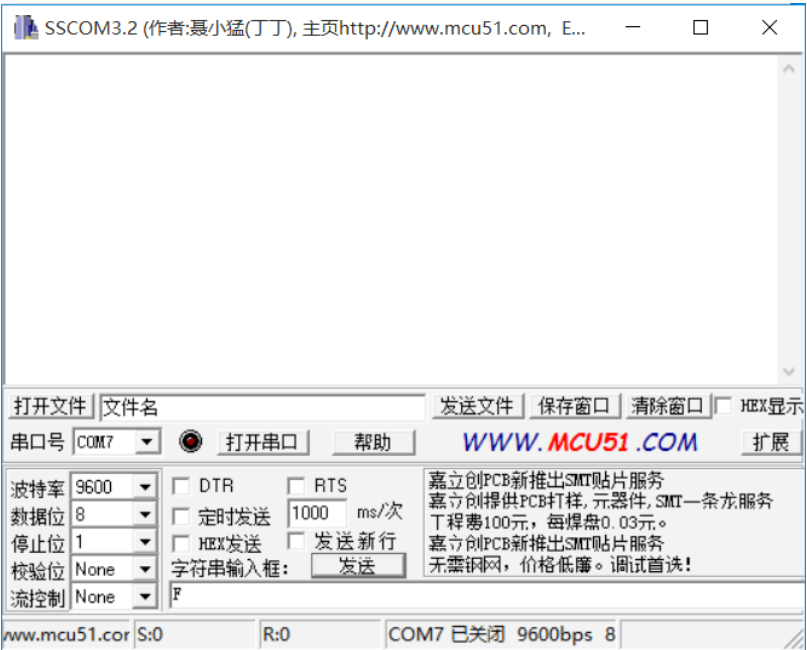 SSCOM3.2 (作者:聂小猛(丁丁), 主页http://www.mcu51.com, E...
打开文件 文件名 发送文件 保存窗口 清除窗口 HEX显示
串口号 COM7 打开串口 帮助 WWW.MCU51.COM 扩展
波特率 9600 DTR RTS
数据位 8 定时发送 1000 ms/次
停止位 1 HEX发送 发送新行
校验位 None 字符串输入框: 发送
流控制 None F
嘉立创PCB新推出SMT贴片服务
嘉立创提供PCB打样,元器件,SMT一条龙服务
工程费100元，每焊盘0.03元。
嘉立创PCB新推出SMT贴片服务
无需钢网，价格低廉。调试首选!
www.mcu51.cor S:0 R:0 COM7 已关闭 9600bps 8